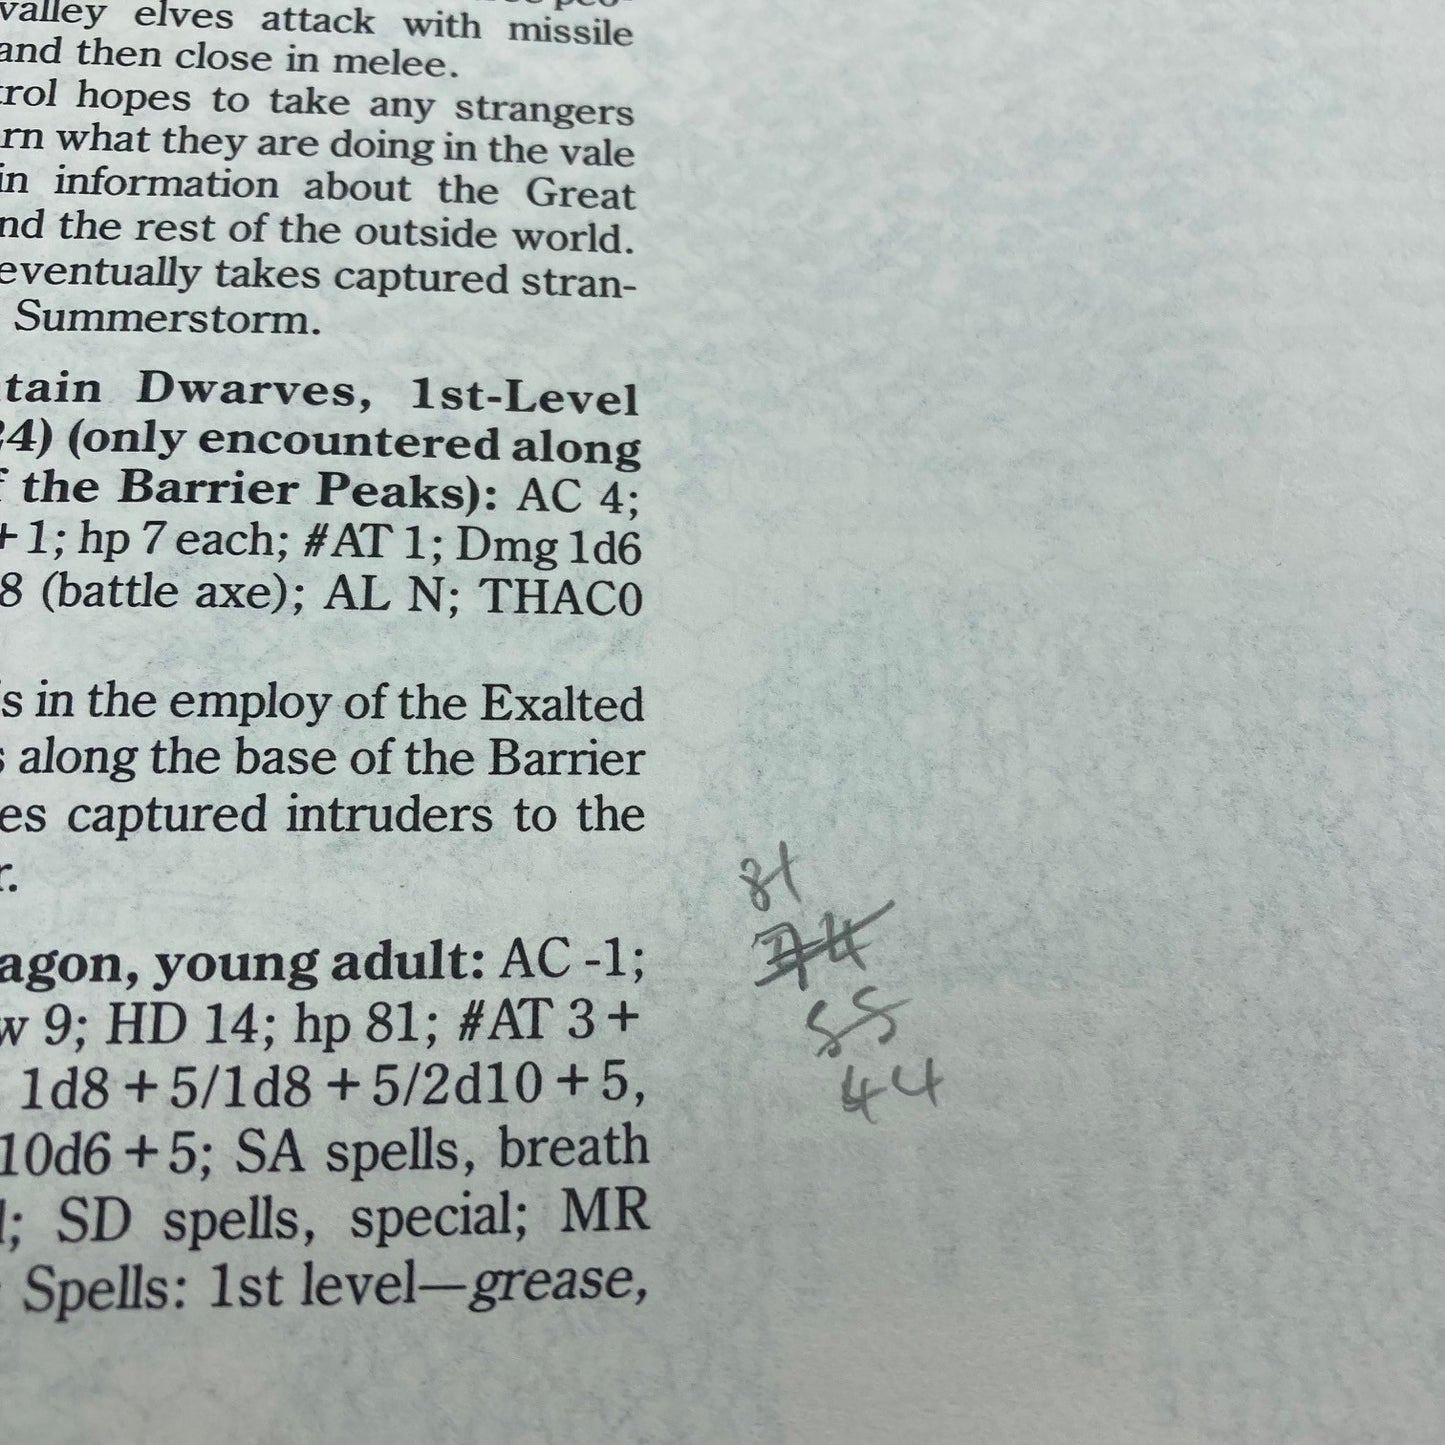 valley elves attack with missile
and then close in melee.
trol hopes to take any strangers
rn what they are doing in the vale
in information about the Great
nd the rest of the outside world.
eventually takes captured stran-
Summerstorm.
tain Dwarves, 1st-Level
24) (only encountered along
f the Barrier Peaks): AC 4;
+1; hp 7 each; #AT 1; Dmg 1d6
8 (battle axe); AL N; THAC0
s in the employ of the Exalted
s along the base of the Barrier
es captured intruders to the
r.
agon, young adult: AC -1;
w 9; HD 14; hp 81; #AT 3 +
1d8 + 5/1d8 + 5/2d10 + 5,
10d6 + 5; SA spells, breath
l; SD spells, special; MR
Spells: 1st level—grease,
81
74
55
44